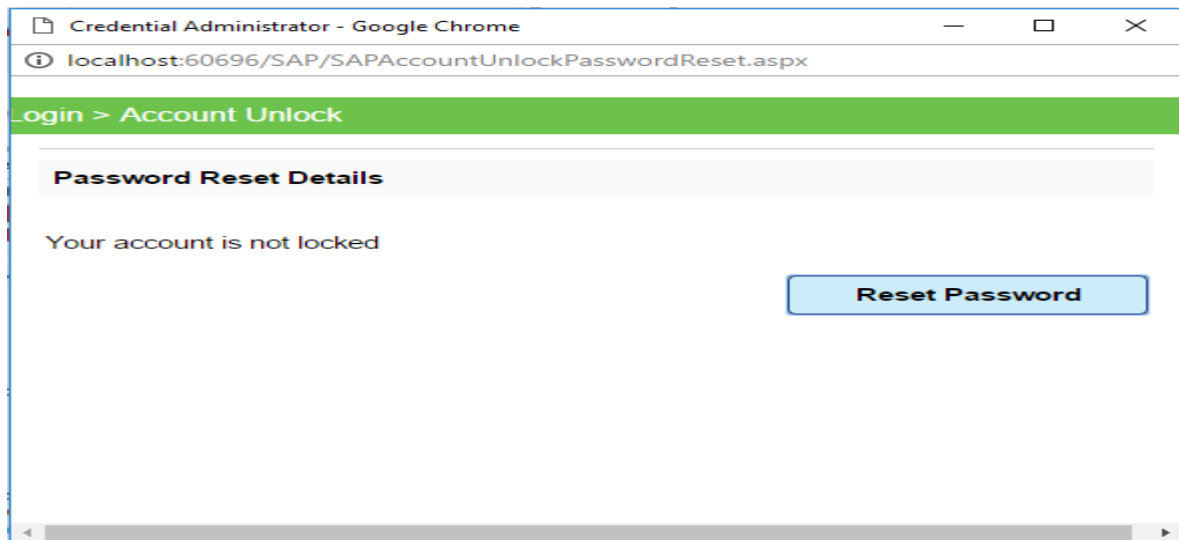 Credential Administrator - Google Chrome
localhost:60696/SAP/SAPAccountUnlockPasswordReset.aspx
Login > Account Unlock
Password Reset Details
Your account is not locked
Reset Password